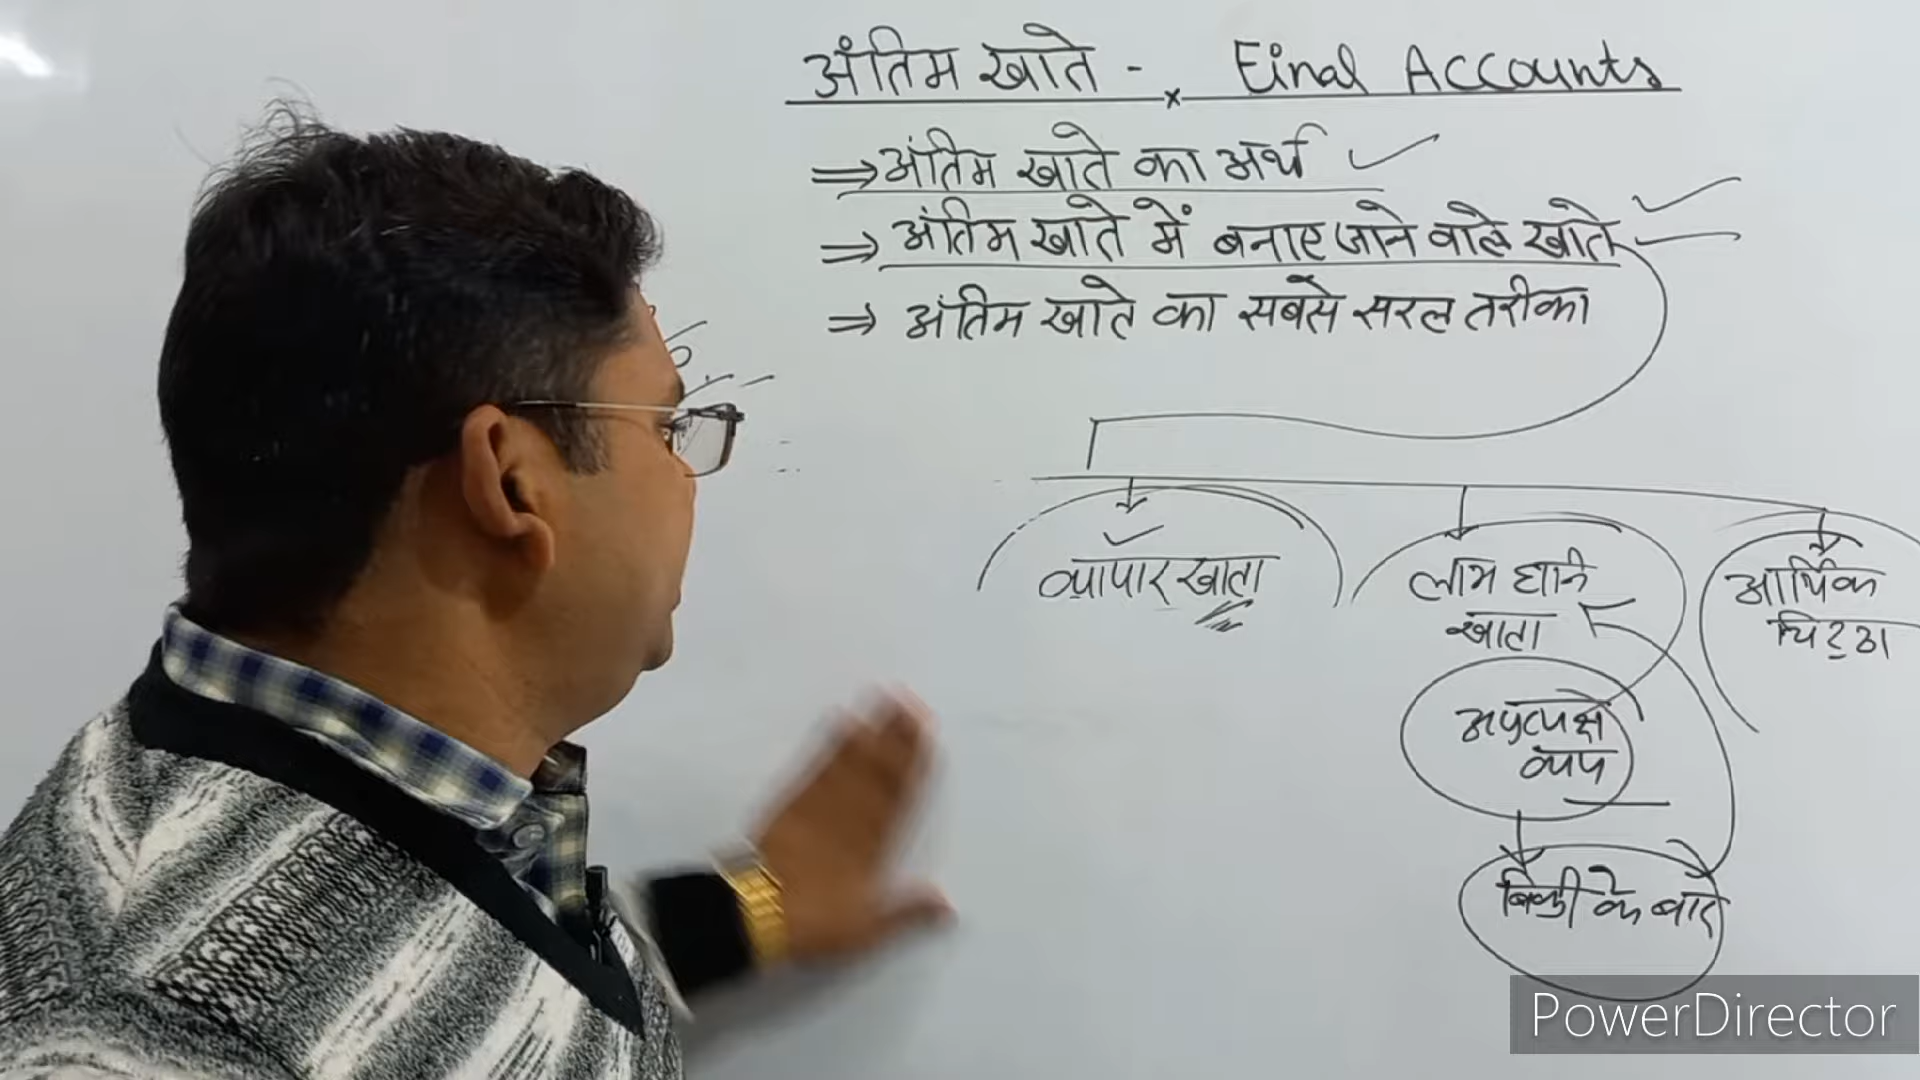 अंतिम खाते - Final Accounts
⇒ अंतिम खाते का अर्थ ✓
⇒ अंतिम खाते में बनाए जाने वाले खाते
⇒ अंतिम खाते का सबसे सरल तरीका
व्यापार खाता
लाभ हानि
खाता
आर्थिक
चिट्ठा
अप्रत्यक्ष
व्यय
बिक्री के बाद
PowerDirector